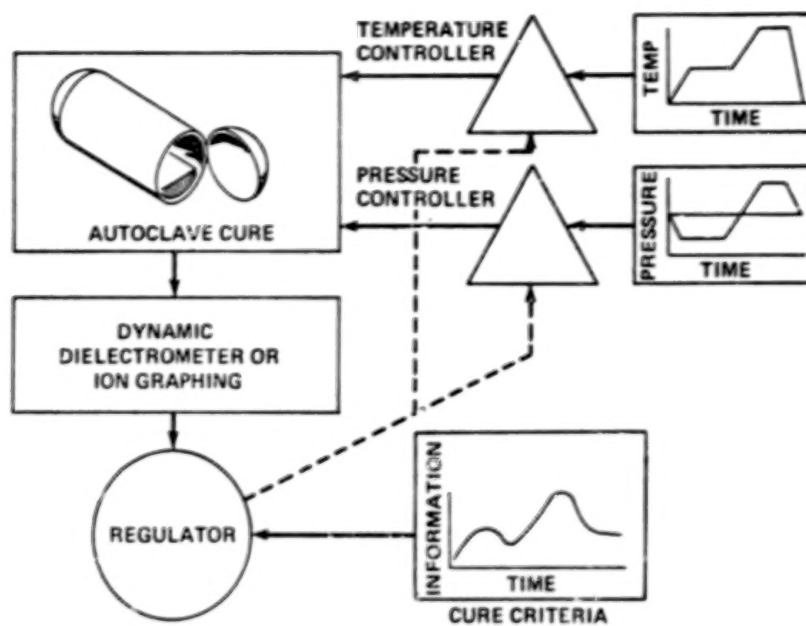 TEMPERATURE
CONTROLLER
TEMP
TIME
AUTOCLAVE CURE
PRESSURE
CONTROLLER
PRESSURE
TIME
DYNAMIC
DIELECTROMETER OR
ION GRAPHING
REGULATOR
INFORMATION
TIME
CURE CRITERIA